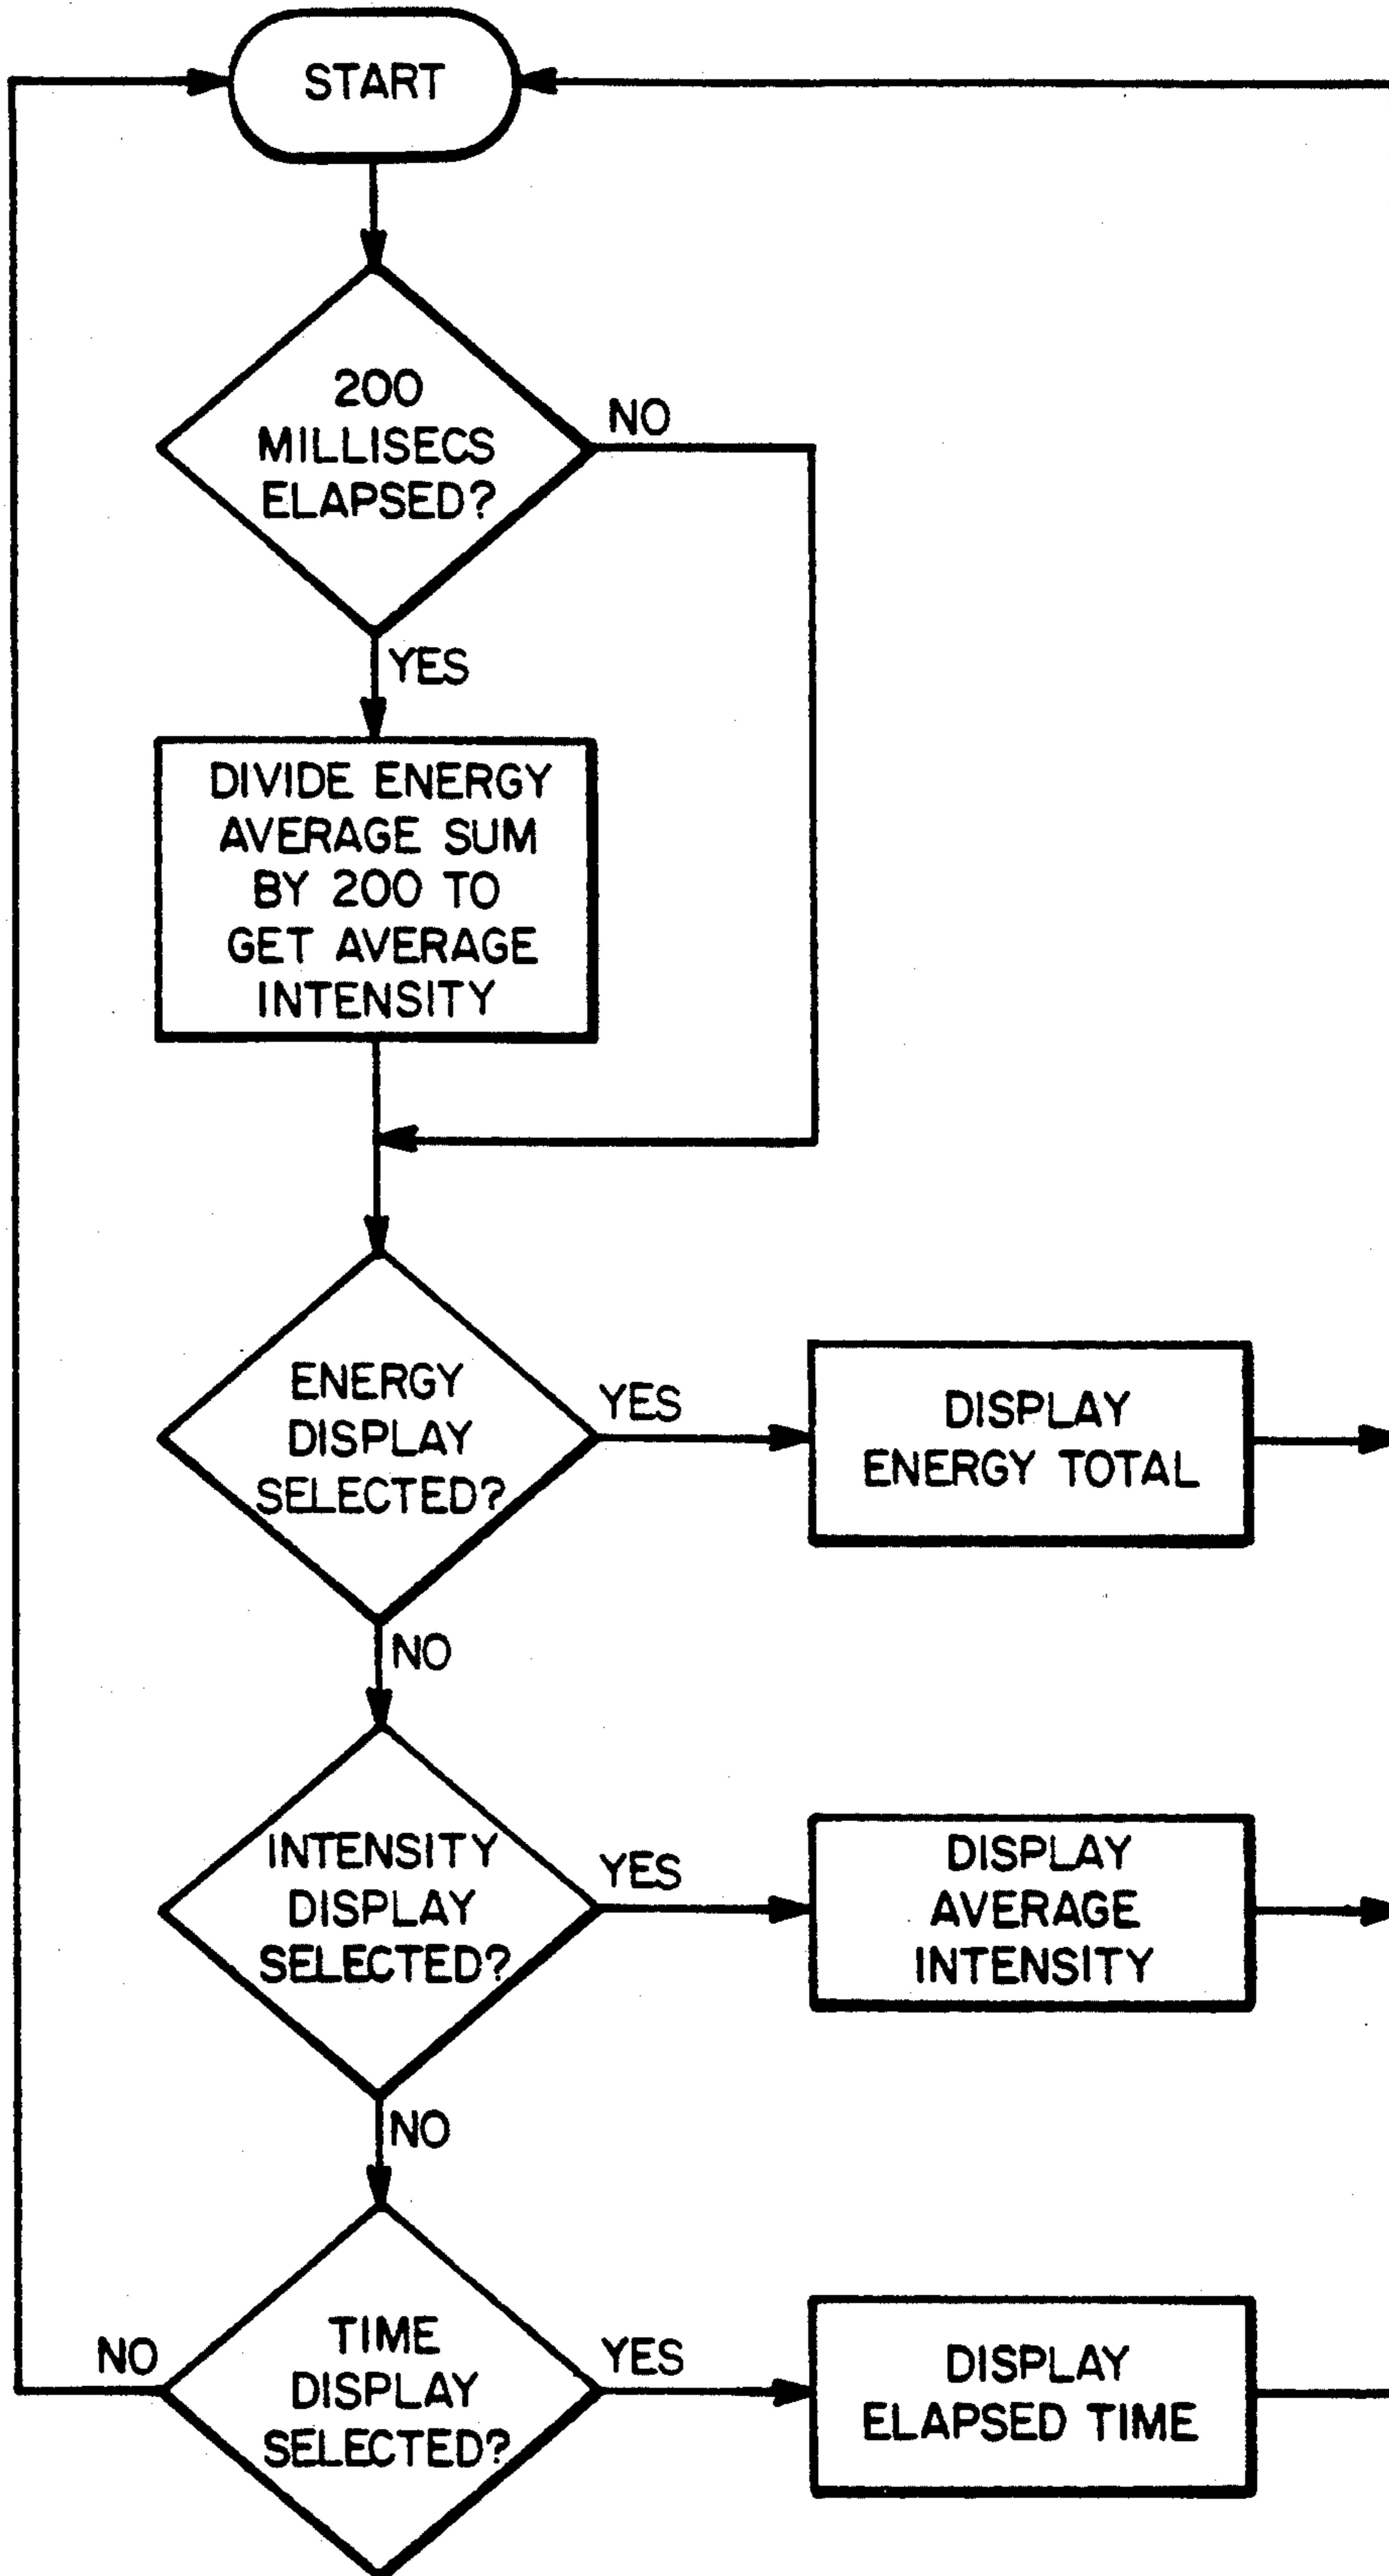 START
200
MILLISECS
ELAPSED?
NO
YES
DIVIDE ENERGY
AVERAGE SUM
BY 200 TO
GET AVERAGE
INTENSITY
ENERGY
DISPLAY
SELECTED?
YES
DISPLAY
ENERGY TOTAL
NO
INTENSITY
DISPLAY
SELECTED?
YES
DISPLAY
AVERAGE
INTENSITY
NO
TIME
DISPLAY
SELECTED?
NO
YES
DISPLAY
ELAPSED TIME